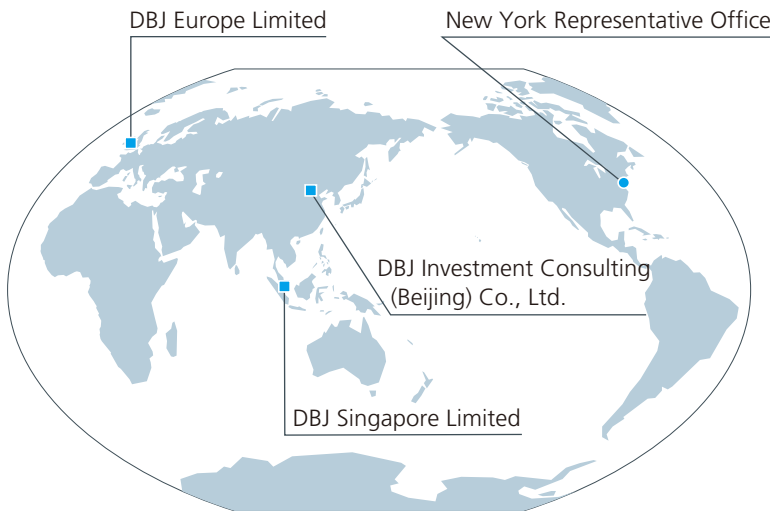 DBJ Europe Limited
New York Representative Office
DBJ Investment Consulting
(Beijing) Co., Ltd.
DBJ Singapore Limited